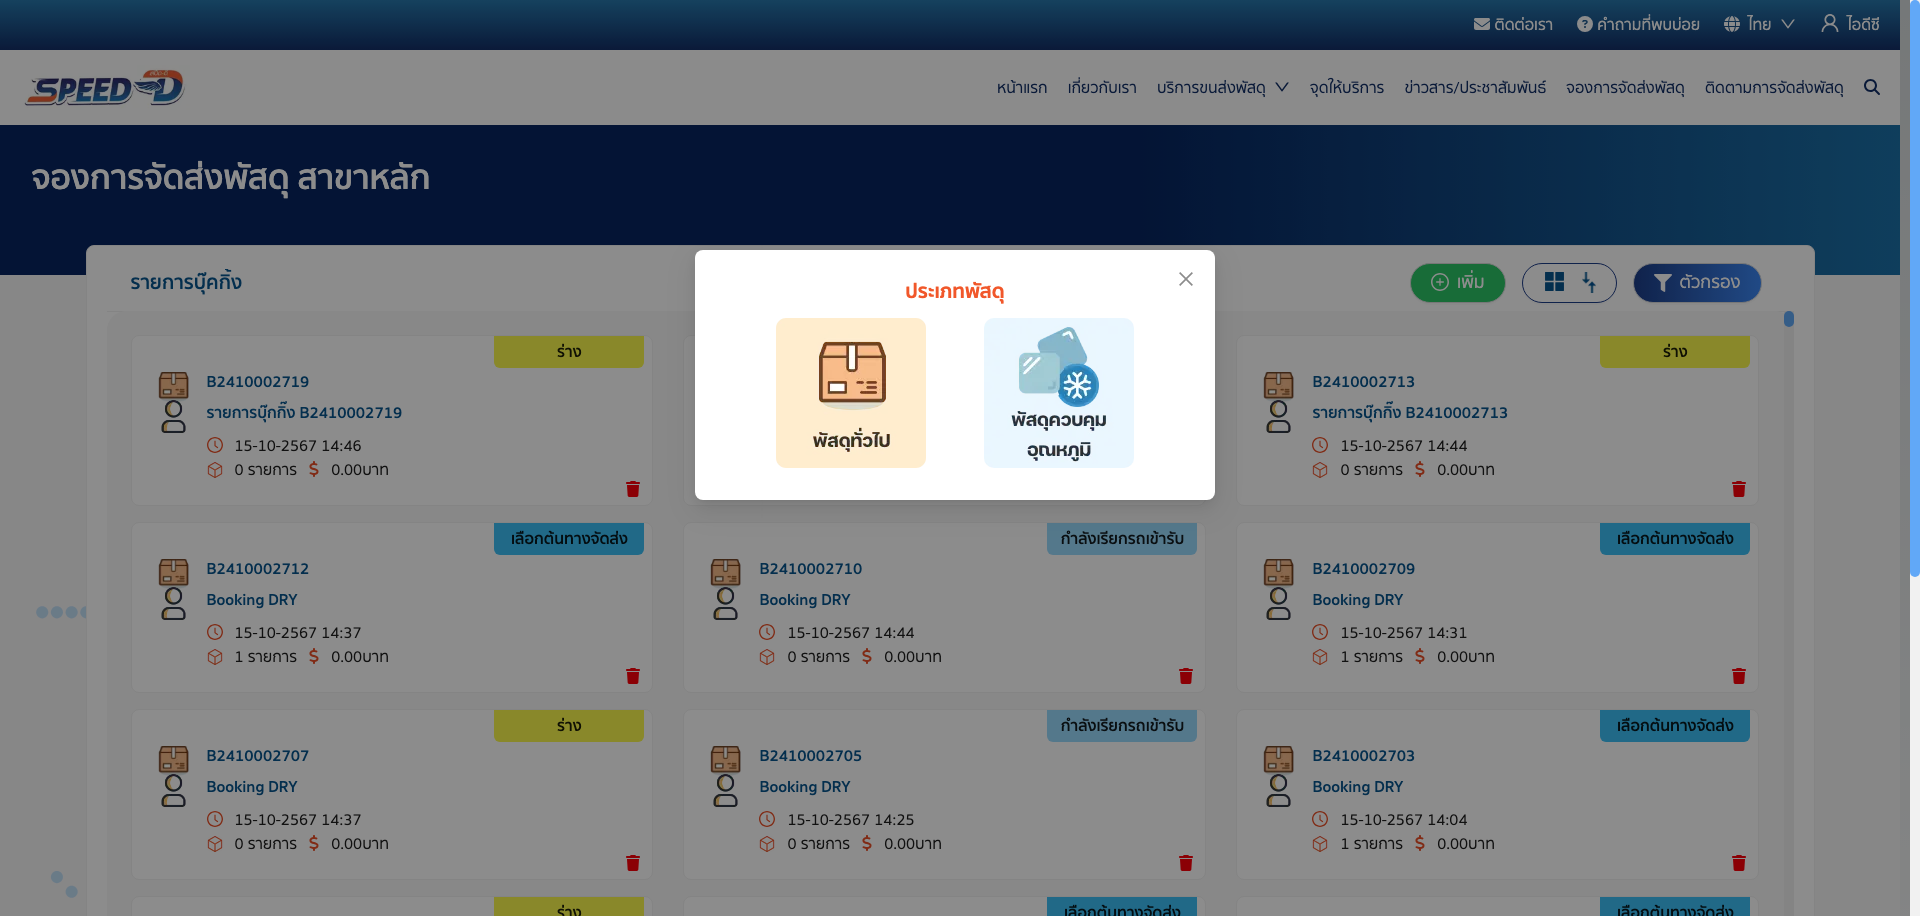 ติดต่อเรา คำถามที่พบบ่อย ไทย ไอดีซี
SPEED-D
หน้าแรก เกี่ยวกับเรา บริการขนส่งพัสดุ จุดให้บริการ ข่าวสาร/ประชาสัมพันธ์ จองการจัดส่งพัสดุ ติดตามการจัดส่งพัสดุ
จองการจัดส่งพัสดุ สาขาหลัก
รายการบุ๊คกิ้ง
เพิ่ม ตัวกรอง
ประเภทพัสดุ
พัสดุทั่วไป
พัสดุควบคุม
อุณหภูมิ
ร่าง
B2410002719
รายการบุ๊กกิ๊ง B2410002719
15-10-2567 14:46
0 รายการ $ 0.00บาท
ร่าง
B2410002713
รายการบุ๊กกิ๊ง B2410002713
15-10-2567 14:44
0 รายการ $ 0.00บาท
เลือกต้นทางจัดส่ง
B2410002712
Booking DRY
15-10-2567 14:37
1 รายการ $ 0.00บาท
กำลังเรียกรถเข้ารับ
B2410002710
Booking DRY
15-10-2567 14:44
0 รายการ $ 0.00บาท
เลือกต้นทางจัดส่ง
B2410002709
Booking DRY
15-10-2567 14:31
1 รายการ $ 0.00บาท
ร่าง
B2410002707
Booking DRY
15-10-2567 14:37
0 รายการ $ 0.00บาท
กำลังเรียกรถเข้ารับ
B2410002705
Booking DRY
15-10-2567 14:25
0 รายการ $ 0.00บาท
เลือกต้นทางจัดส่ง
B2410002703
Booking DRY
15-10-2567 14:04
1 รายการ $ 0.00บาท
ร่าง
เลือกต้นทางจัดส่ง
เลือกต้นทางจัดส่ง